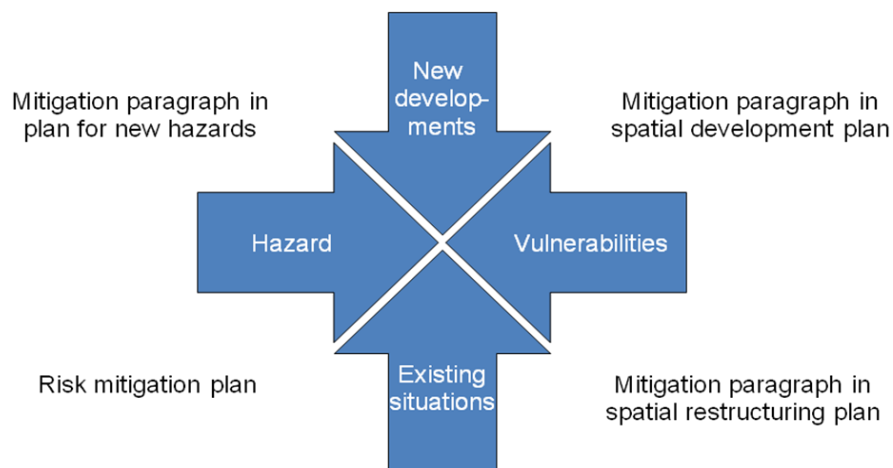 New
develop-
ments
Mitigation paragraph in
plan for new hazards
Mitigation paragraph in
spatial development plan
Hazard
Vulnerabilities
Risk mitigation plan
Existing
situations
Mitigation paragraph in
spatial restructuring plan